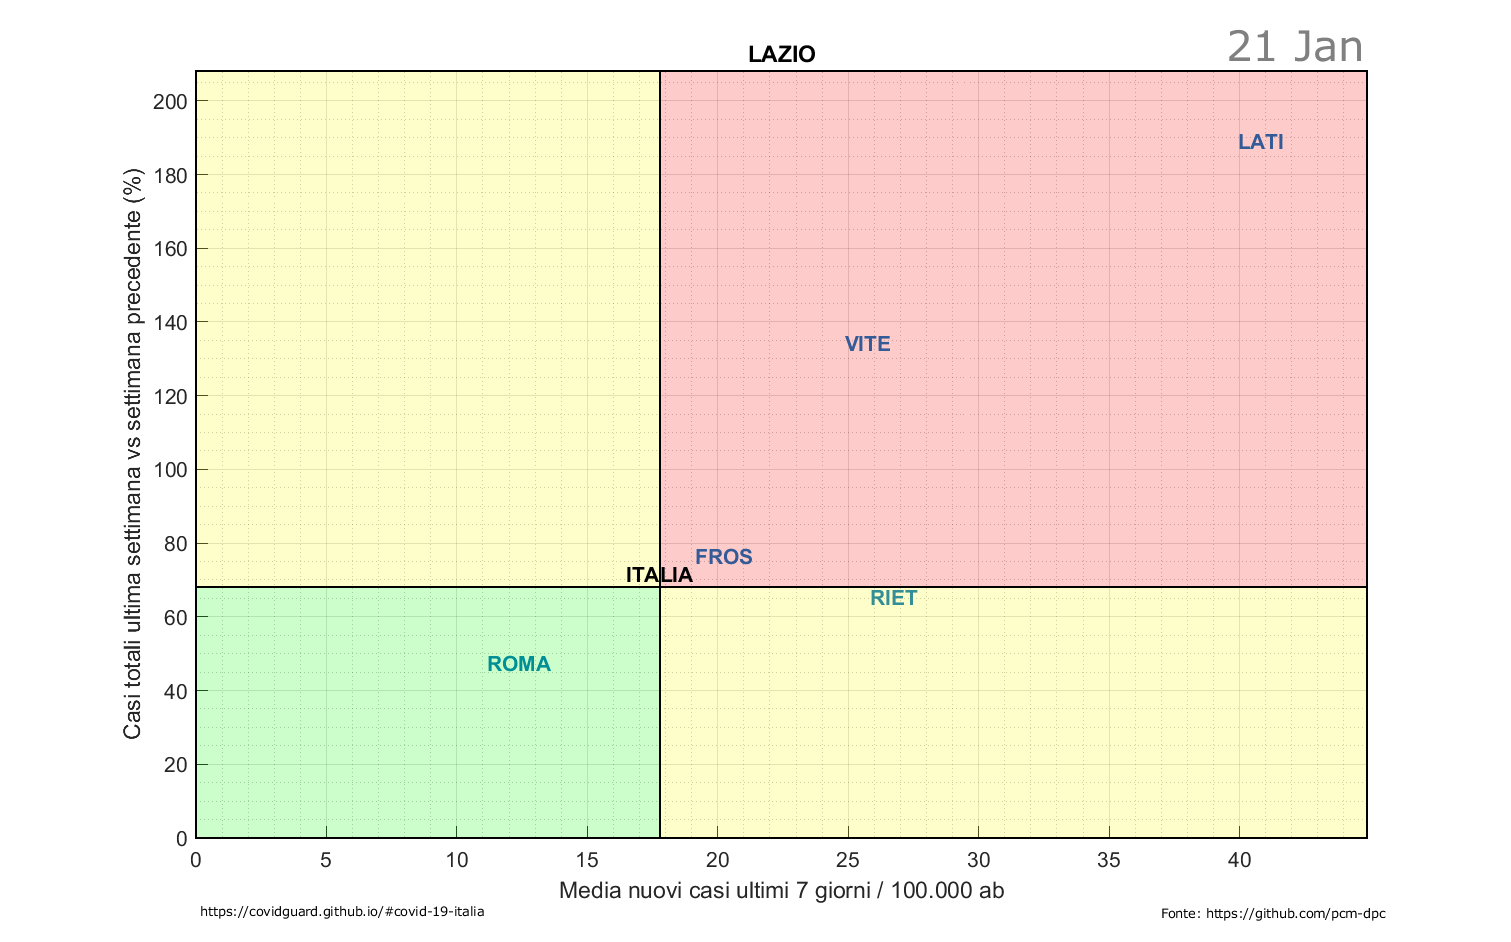 21 Jan
LAZIO
200
180
160
140
120
100
80
60
40
20
0
Casi totali ultima settimana vs settimana precedente (%)
LATI
VITE
FROS
ITALIA
RIET
ROMA
0 5 10 15 20 25 30 35 40
Media nuovi casi ultimi 7 giorni / 100.000 ab
https://covidguard.github.io/#covid-19-italia
Fonte: https://github.com/pcm-dpc